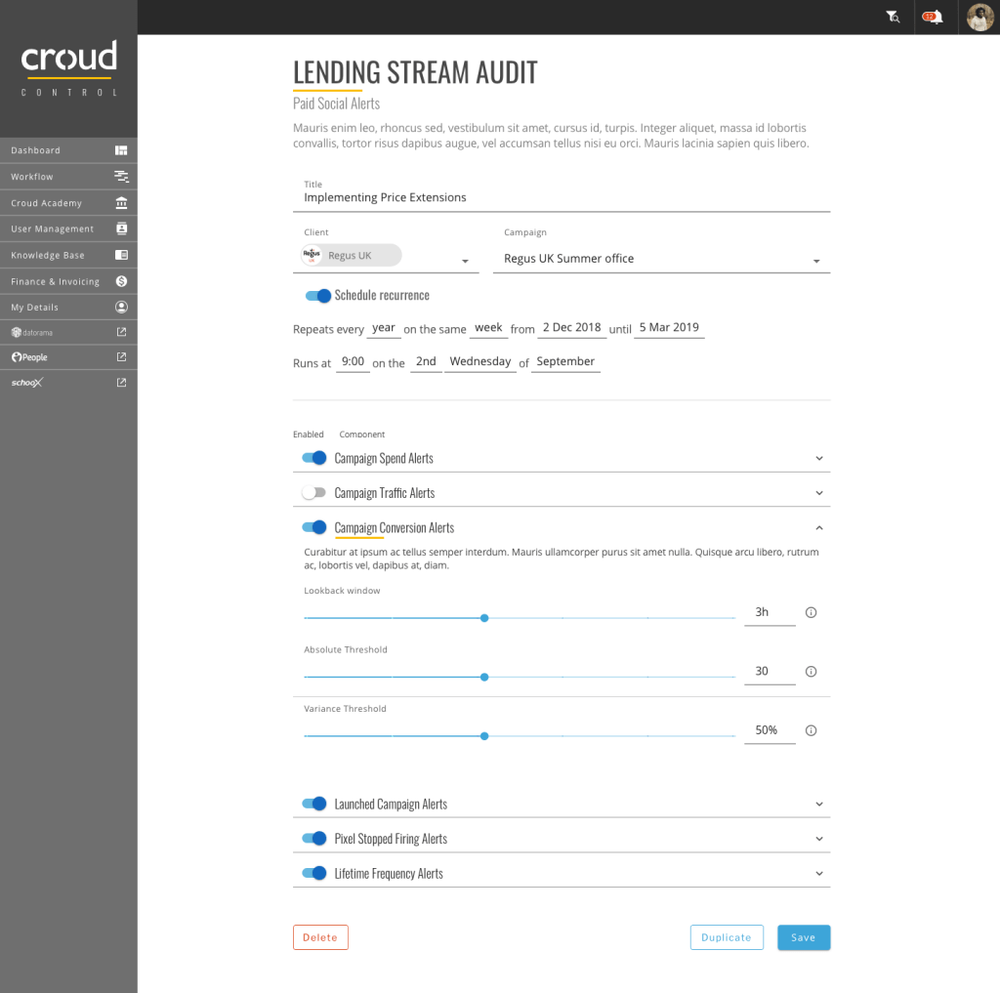 croud
CONTROL
Dashboard
Workflow
Croud Academy
User Management
Knowledge Base
Finance & Invoicing
My Details
datorama
People
schooX
12
LENDING STREAM AUDIT
Paid Social Alerts
Mauris enim leo, rhoncus sed, vestibulum sit amet, cursus id, turpis. Integer aliquet, massa id lobortis
convallis, tortor risus dapibus augue, vel accumsan tellus nisi eu orci. Mauris lacinia sapien quis libero.
Title
Implementing Price Extensions
Client Campaign
Regus UK Regus UK Regus UK Summer office
Schedule recurrence
Repeats every year on the same week from 2 Dec 2018 until 5 Mar 2019
Runs at 9:00 on the 2nd Wednesday of September
Enabled Component
Campaign Spend Alerts
Campaign Traffic Alerts
Campaign Conversion Alerts
Curabitur at ipsum ac tellus semper interdum. Mauris ullamcorper purus sit amet nulla. Quisque arcu libero, rutrum
ac, lobortis vel, dapibus at, diam.
Lookback window
3h
Absolute Threshold
30
Variance Threshold
50%
Launched Campaign Alerts
Pixel Stopped Firing Alerts
Lifetime Frequency Alerts
Delete Duplicate Save